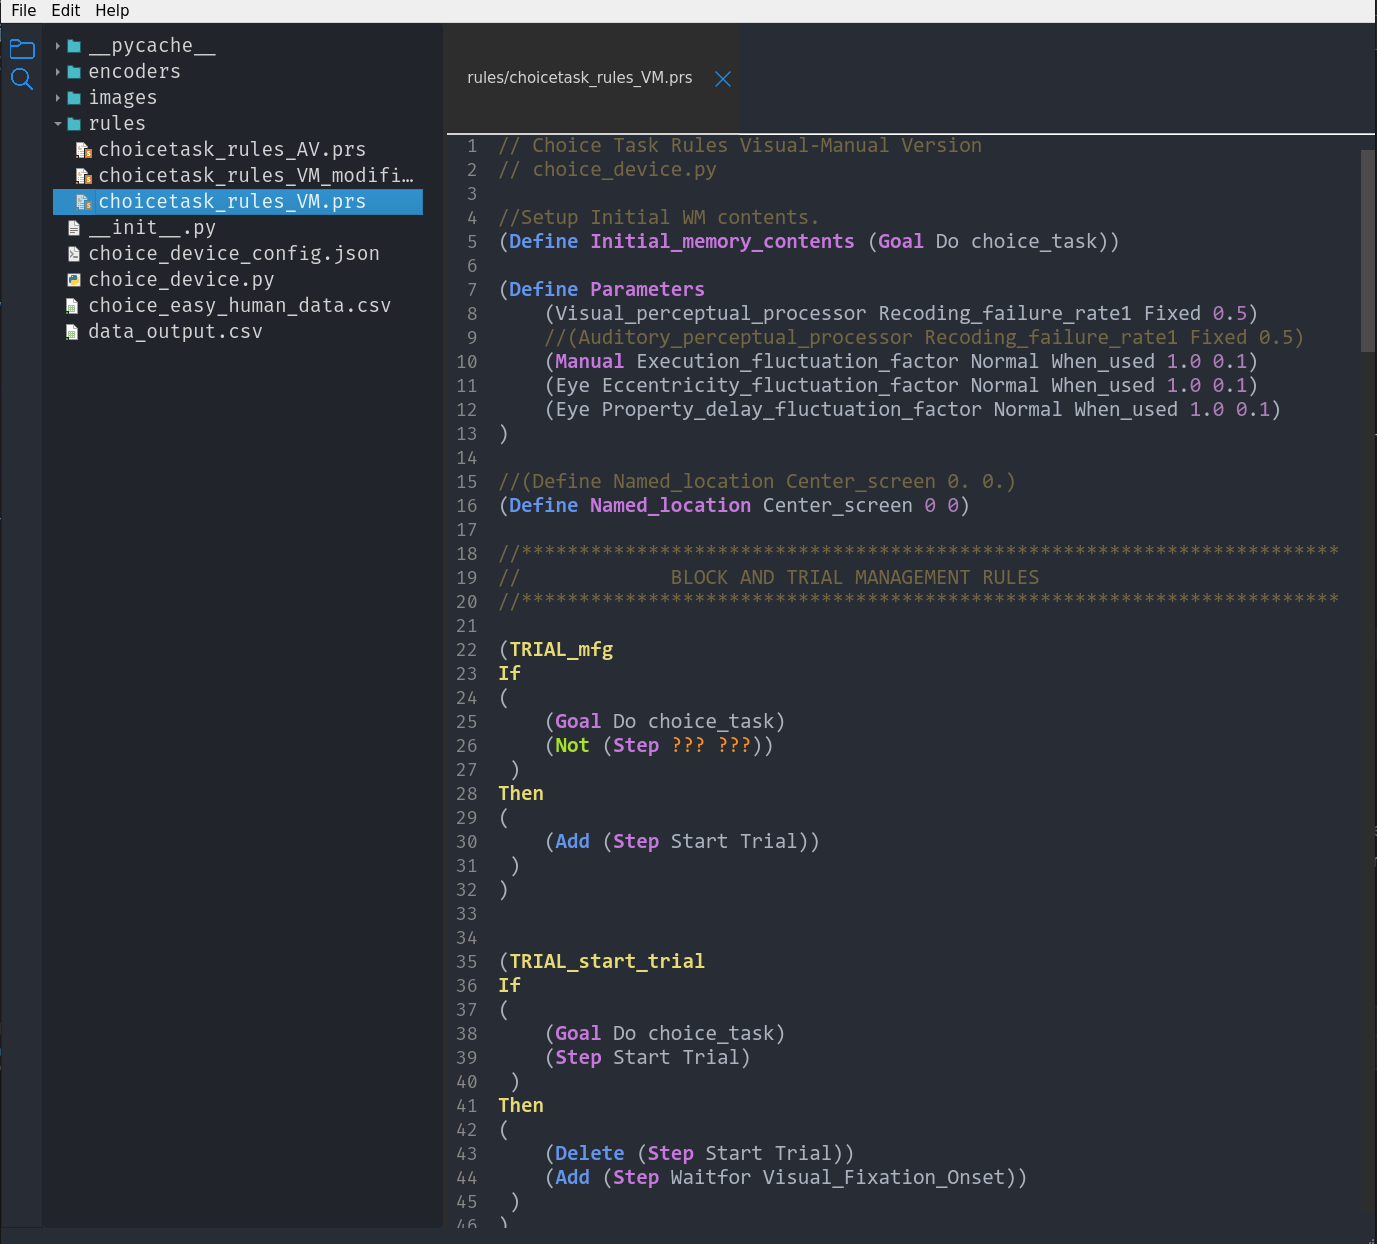 File Edit Help
__pycache__
encoders
images
rules
choicetask_rules_AV.prs
choicetask_rules_VM_modifi…
choicetask_rules_VM.prs
__init__.py
choice_device_config.json
choice_device.py
choice_easy_human_data.csv
data_output.csv
rules/choicetask_rules_VM.prs
1 // Choice Task Rules Visual-Manual Version
2 // choice_device.py
3
4 //Setup Initial WM contents.
5 (Define Initial_memory_contents (Goal Do choice_task))
6
7 (Define Parameters
8     (Visual_perceptual_processor Recoding_failure_rate1 Fixed 0.5)
9     //(Auditory_perceptual_processor Recoding_failure_rate1 Fixed 0.5)
10     (Manual Execution_fluctuation_factor Normal When_used 1.0 0.1)
11     (Eye Eccentricity_fluctuation_factor Normal When_used 1.0 0.1)
12     (Eye Property_delay_fluctuation_factor Normal When_used 1.0 0.1)
13 )
14
15 //(Define Named_location Center_screen 0. 0.)
16 (Define Named_location Center_screen 0 0)
17
18 //***********************************************************************
19 //             BLOCK AND TRIAL MANAGEMENT RULES
20 //***********************************************************************
21
22 (TRIAL_mfg
23 If
24 (
25     (Goal Do choice_task)
26     (Not (Step ??? ???))
27  )
28 Then
29 (
30     (Add (Step Start Trial))
31  )
32 )
33
34
35 (TRIAL_start_trial
36 If
37 (
38     (Goal Do choice_task)
39     (Step Start Trial)
40  )
41 Then
42 (
43     (Delete (Step Start Trial))
44     (Add (Step Waitfor Visual_Fixation_Onset))
45  )
46 )